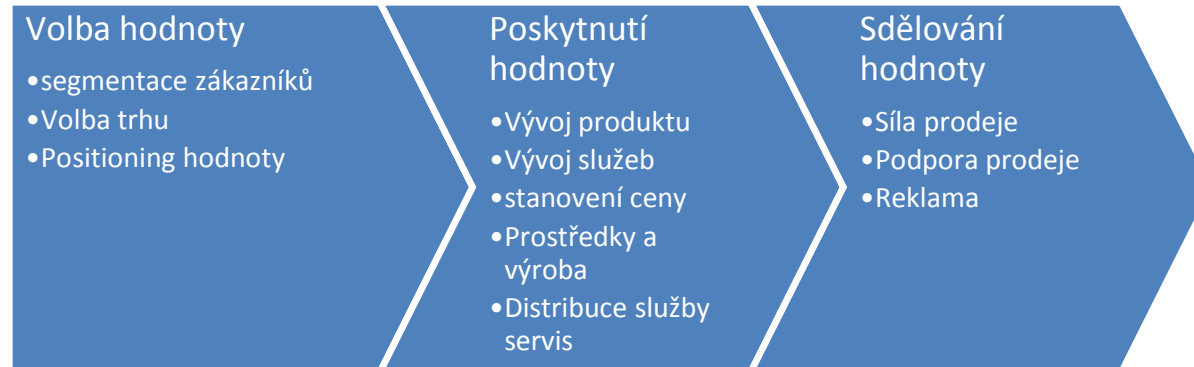 Volba hodnoty
•segmentace zákazníků
•Volba trhu
•Positioning hodnoty
Poskytnutí
hodnoty
•Vývoj produktu
•Vývoj služeb
•stanovení ceny
•Prostředky a
výroba
•Distribuce služby
servis
Sdělování
hodnoty
•Síla prodeje
•Podpora prodeje
•Reklama